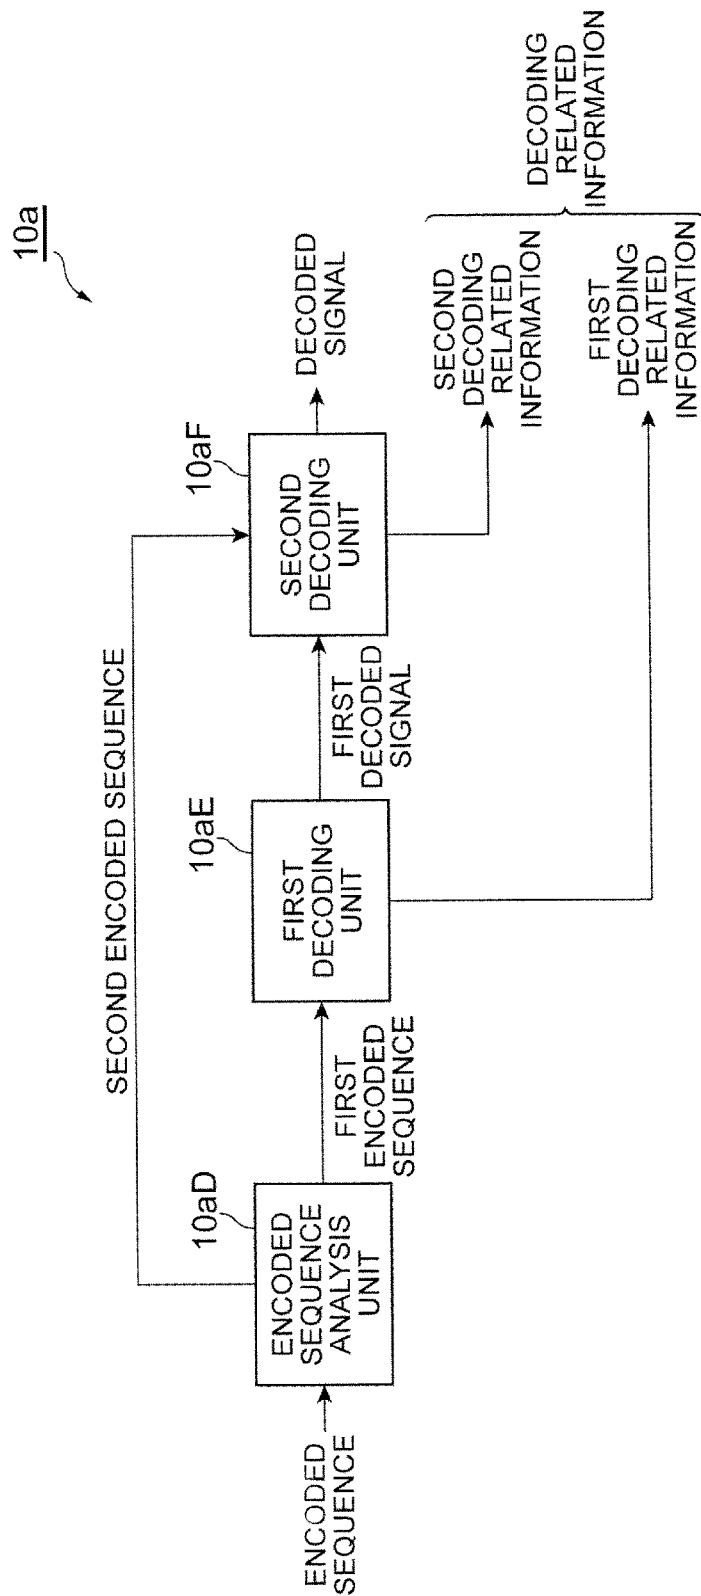 10a
SECOND ENCODED SEQUENCE
ENCODED
SEQUENCE
10aD
ENCODED
SEQUENCE
ANALYSIS
UNIT
FIRST
ENCODED
SEQUENCE
10aE
FIRST
DECODING
UNIT
FIRST
DECODED
SIGNAL
10aF
SECOND
DECODING
UNIT
DECODED
SIGNAL
SECOND
DECODING
RELATED
INFORMATION
FIRST
DECODING
RELATED
INFORMATION
DECODING
RELATED
INFORMATION